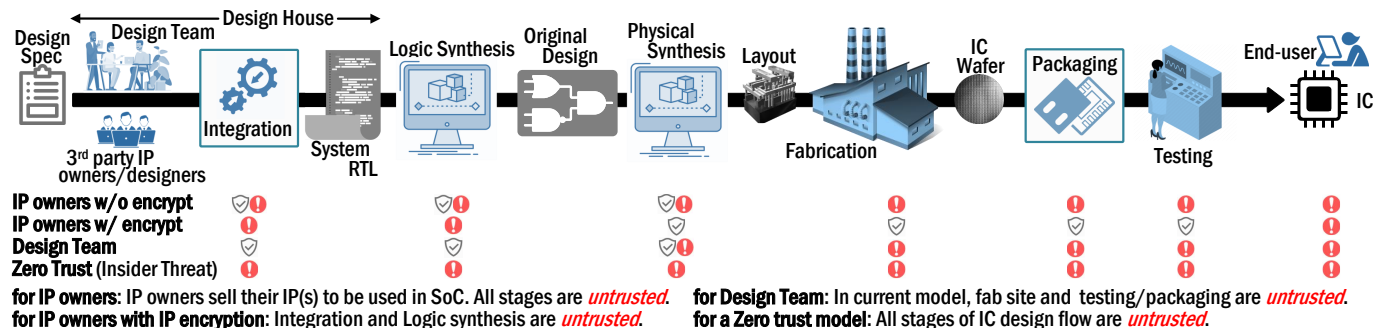 Design House
Design Spec
Design Team
3rd party IP owners/designers
Integration
System RTL
Logic Synthesis
Original Design
Physical Synthesis
Layout
Fabrication
IC Wafer
Packaging
Testing
End-user
IC
IP owners w/o encrypt
IP owners w/ encrypt
Design Team
Zero Trust (Insider Threat)
for IP owners: IP owners sell their IP(s) to be used in SoC. All stages are untrusted.
for IP owners with IP encryption: Integration and Logic synthesis are untrusted.
for Design Team: In current model, fab site and testing/packaging are untrusted.
for a Zero trust model: All stages of IC design flow are untrusted.